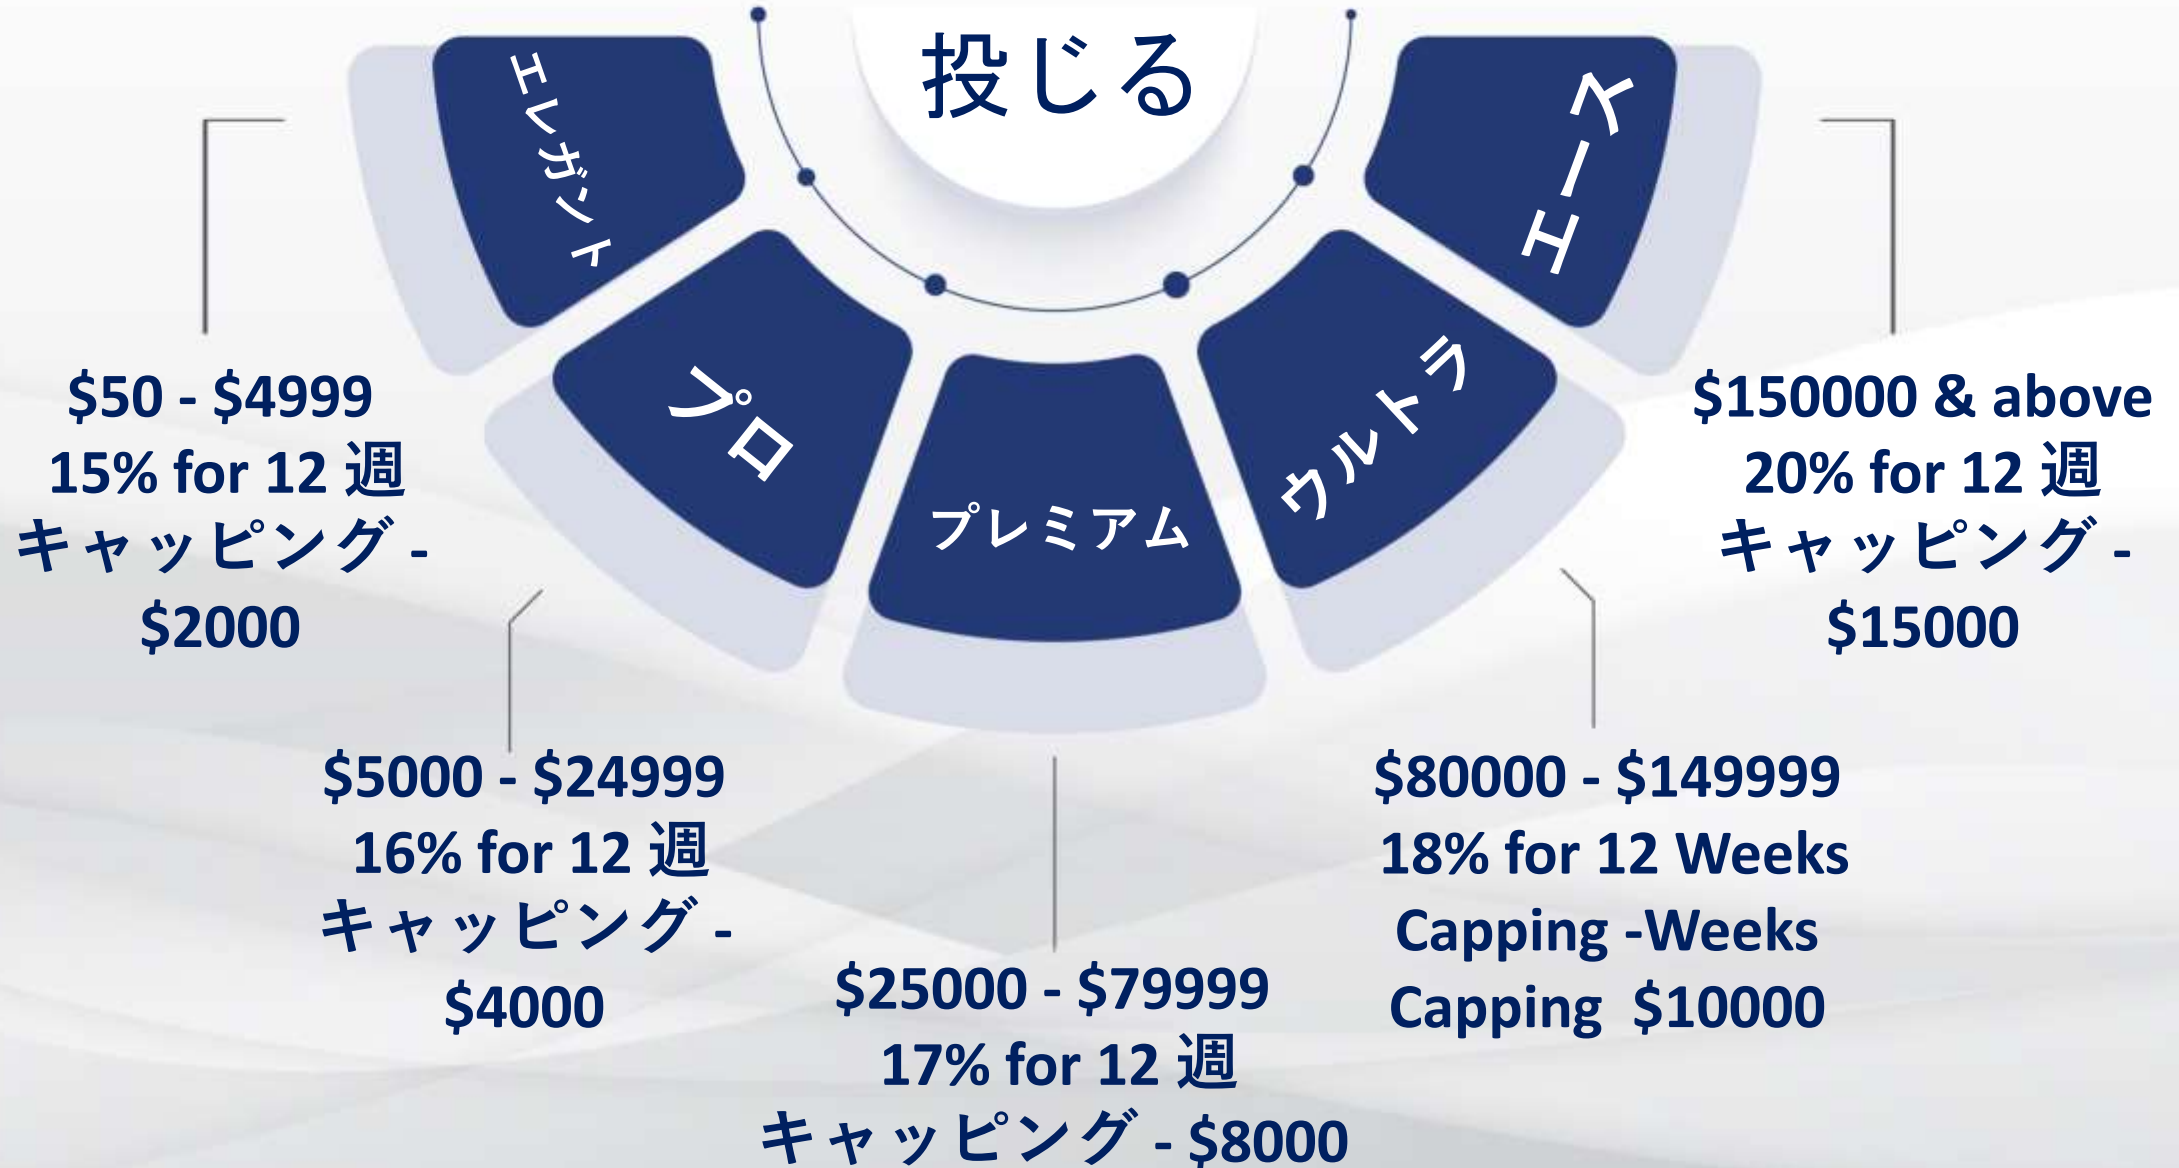 投じる
エレガント
プロ
プレミアム
ウルトラ
エース
$50 - $4999
15% for 12 週
キャッピング -
$2000
$5000 - $24999
16% for 12 週
キャッピング -
$4000
$25000 - $79999
17% for 12 週
キャッピング - $8000
$80000 - $149999
18% for 12 Weeks
Capping -Weeks
Capping $10000
$150000 & above
20% for 12 週
キャッピング -
$15000